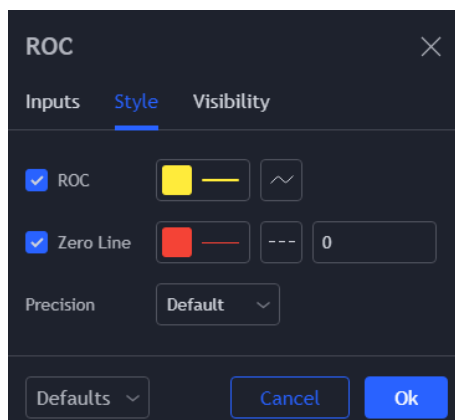 ROC
Inputs Style Visibility
ROC
Zero Line 0
Precision Default
Defaults Cancel Ok